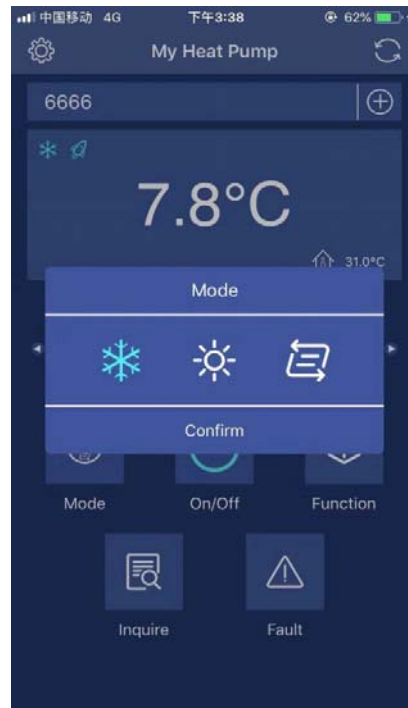 中国移动 4G 下午3:38 62%
My Heat Pump
6666
7.8°C
31.0°C
Mode
Confirm
Mode On/Off Function
Inquire Fault